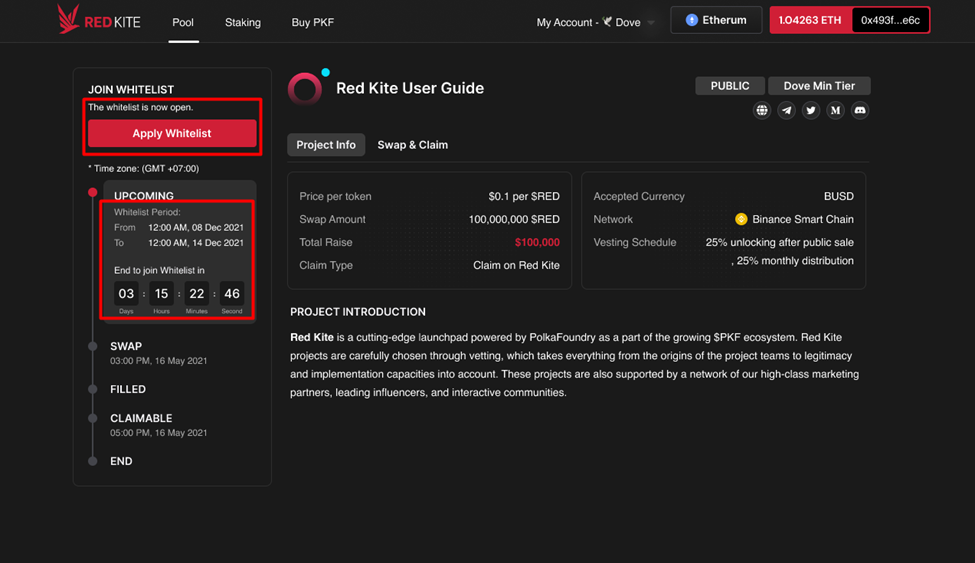 RED KITE
Pool
Staking
Buy PKF
My Account - Dove
Etherum
1.04263 ETH
0x493f...e6c
JOIN WHITELIST
The whitelist is now open.
Apply Whitelist
* Time zone: (GMT +07:00)
UPCOMING
Whitelist Period:
From 12:00 AM, 08 Dec 2021
To 12:00 AM, 14 Dec 2021
End to join Whitelist in
03 : 15 : 22 : 46
Days Hours Minutes Second
SWAP
03:00 PM, 16 May 2021
FILLED
CLAIMABLE
05:00 PM, 16 May 2021
END
Red Kite User Guide
PUBLIC
Dove Min Tier
Project Info
Swap & Claim
Price per token $0.1 per $RED
Swap Amount 100,000,000 $RED
Total Raise $100,000
Claim Type Claim on Red Kite
Accepted Currency BUSD
Network Binance Smart Chain
Vesting Schedule 25% unlocking after public sale
, 25% monthly distribution
PROJECT INTRODUCTION
Red Kite is a cutting-edge launchpad powered by PolkaFoundry as a part of the growing $PKF ecosystem. Red Kite
projects are carefully chosen through vetting, which takes everything from the origins of the project teams to legitimacy
and implementation capacities into account. These projects are also supported by a network of our high-class marketing
partners, leading influencers, and interactive communities.